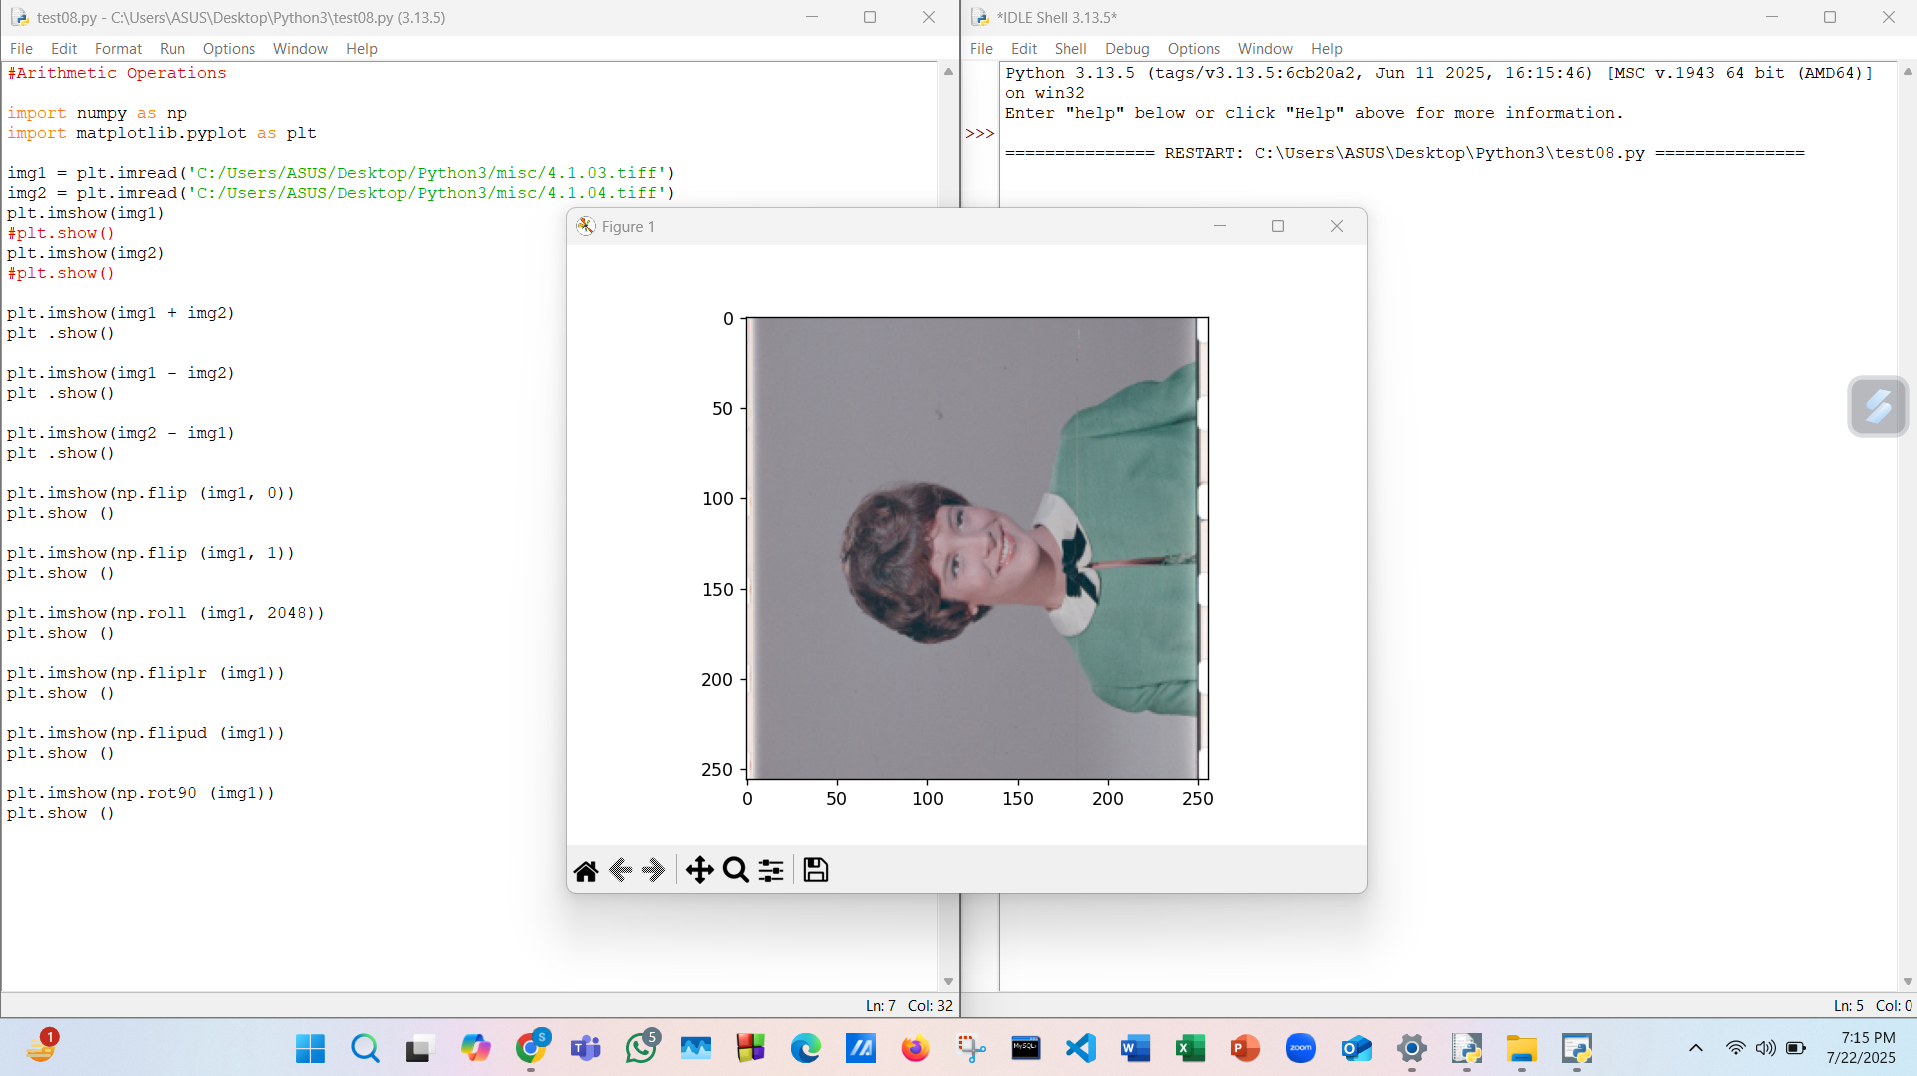 test08.py - C:\Users\ASUS\Desktop\Python3\test08.py (3.13.5)
File Edit Format Run Options Window Help
#Arithmetic Operations
import numpy as np
import matplotlib.pyplot as plt
img1 = plt.imread('C:/Users/ASUS/Desktop/Python3/misc/4.1.03.tiff')
img2 = plt.imread('C:/Users/ASUS/Desktop/Python3/misc/4.1.04.tiff')
plt.imshow(img1)
#plt.show()
plt.imshow(img2)
#plt.show()
plt.imshow(img1 + img2)
plt .show()
plt.imshow(img1 - img2)
plt .show()
plt.imshow(img2 - img1)
plt .show()
plt.imshow(np.flip (img1, 0))
plt.show ()
plt.imshow(np.flip (img1, 1))
plt.show ()
plt.imshow(np.roll (img1, 2048))
plt.show ()
plt.imshow(np.fliplr (img1))
plt.show ()
plt.imshow(np.flipud (img1))
plt.show ()
plt.imshow(np.rot90 (img1))
plt.show ()
Ln: 7 Col: 32
*IDLE Shell 3.13.5*
File Edit Shell Debug Options Window Help
Python 3.13.5 (tags/v3.13.5:6cb20a2, Jun 11 2025, 16:15:46) [MSC v.1943 64 bit (AMD64)]
on win32
Enter "help" below or click "Help" above for more information.
>>>
=============== RESTART: C:\Users\ASUS\Desktop\Python3\test08.py ===============
Ln: 5 Col: 0
Figure 1
0
50
100
150
200
250
0 50 100 150 200 250
1
S
T
5
MySQL
W
X
P
zoom
O
7:15 PM
7/22/2025